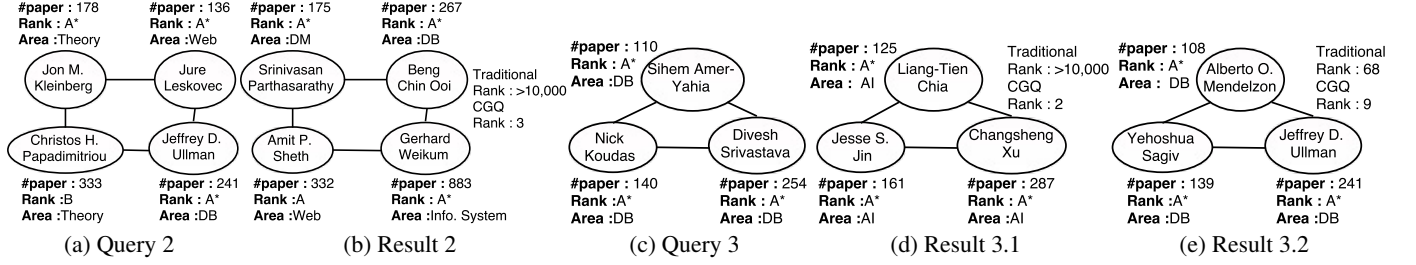 #paper : 178
Rank : A*
Area :Theory
#paper : 136
Rank : A*
Area :Web
Jon M.
Kleinberg
Jure
Leskovec
Christos H.
Papadimitriou
Jeffrey D.
Ullman
#paper : 333
Rank :B
Area :Theory
#paper : 241
Rank : A*
Area :DB
(a) Query 2
#paper : 175
Rank : A*
Area :DM
#paper : 267
Rank : A*
Area :DB
Srinivasan
Parthasarathy
Beng
Chin Ooi
Traditional
Rank : >10,000
CGQ
Rank : 3
Amit P.
Sheth
Gerhard
Weikum
#paper : 332
Rank :A
Area :Web
#paper : 883
Rank : A*
Area :Info. System
(b) Result 2
#paper : 110
Rank : A*
Area :DB
Sihem Amer-
Yahia
Nick
Koudas
Divesh
Srivastava
#paper : 140
Rank :A*
Area :DB
#paper : 254
Rank : A*
Area :DB
(c) Query 3
#paper : 125
Rank : A*
Area : AI
Liang-Tien
Chia
Traditional
Rank : >10,000
CGQ
Rank : 2
Jesse S.
Jin
Changsheng
Xu
#paper : 161
Rank :A*
Area :AI
#paper : 287
Rank : A*
Area :AI
(d) Result 3.1
#paper : 108
Rank : A*
Area : DB
Alberto O.
Mendelzon
Traditional
Rank : 68
CGQ
Rank : 9
Yehoshua
Sagiv
Jeffrey D.
Ullman
#paper : 139
Rank :A*
Area :DB
#paper : 241
Rank : A*
Area :DB
(e) Result 3.2